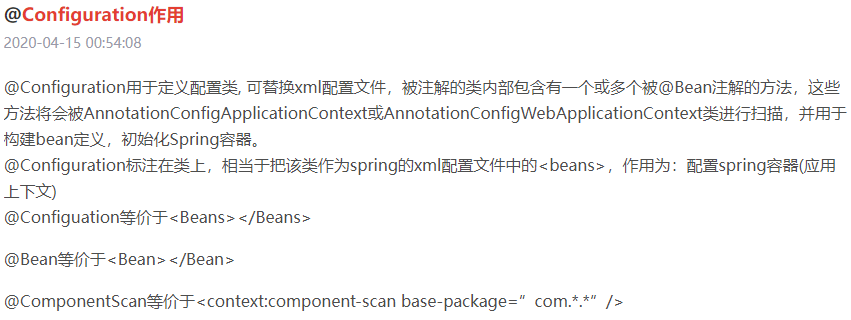 @Configuration作用
2020-04-15 00:54:08
@Configuration用于定义配置类, 可替换xml配置文件，被注解的类内部包含有一个或多个被@Bean注解的方法，这些
方法将会被AnnotationConfigApplicationContext或AnnotationConfigWebApplicationContext类进行扫描，并用于
构建bean定义，初始化Spring容器。
@Configuration标注在类上，相当于把该类作为spring的xml配置文件中的<beans>，作用为：配置spring容器(应用
上下文)
@Configuation等价于<Beans></Beans>
@Bean等价于<Bean></Bean>
@ComponentScan等价于<context:component-scan base-package=”com.*.*”/>